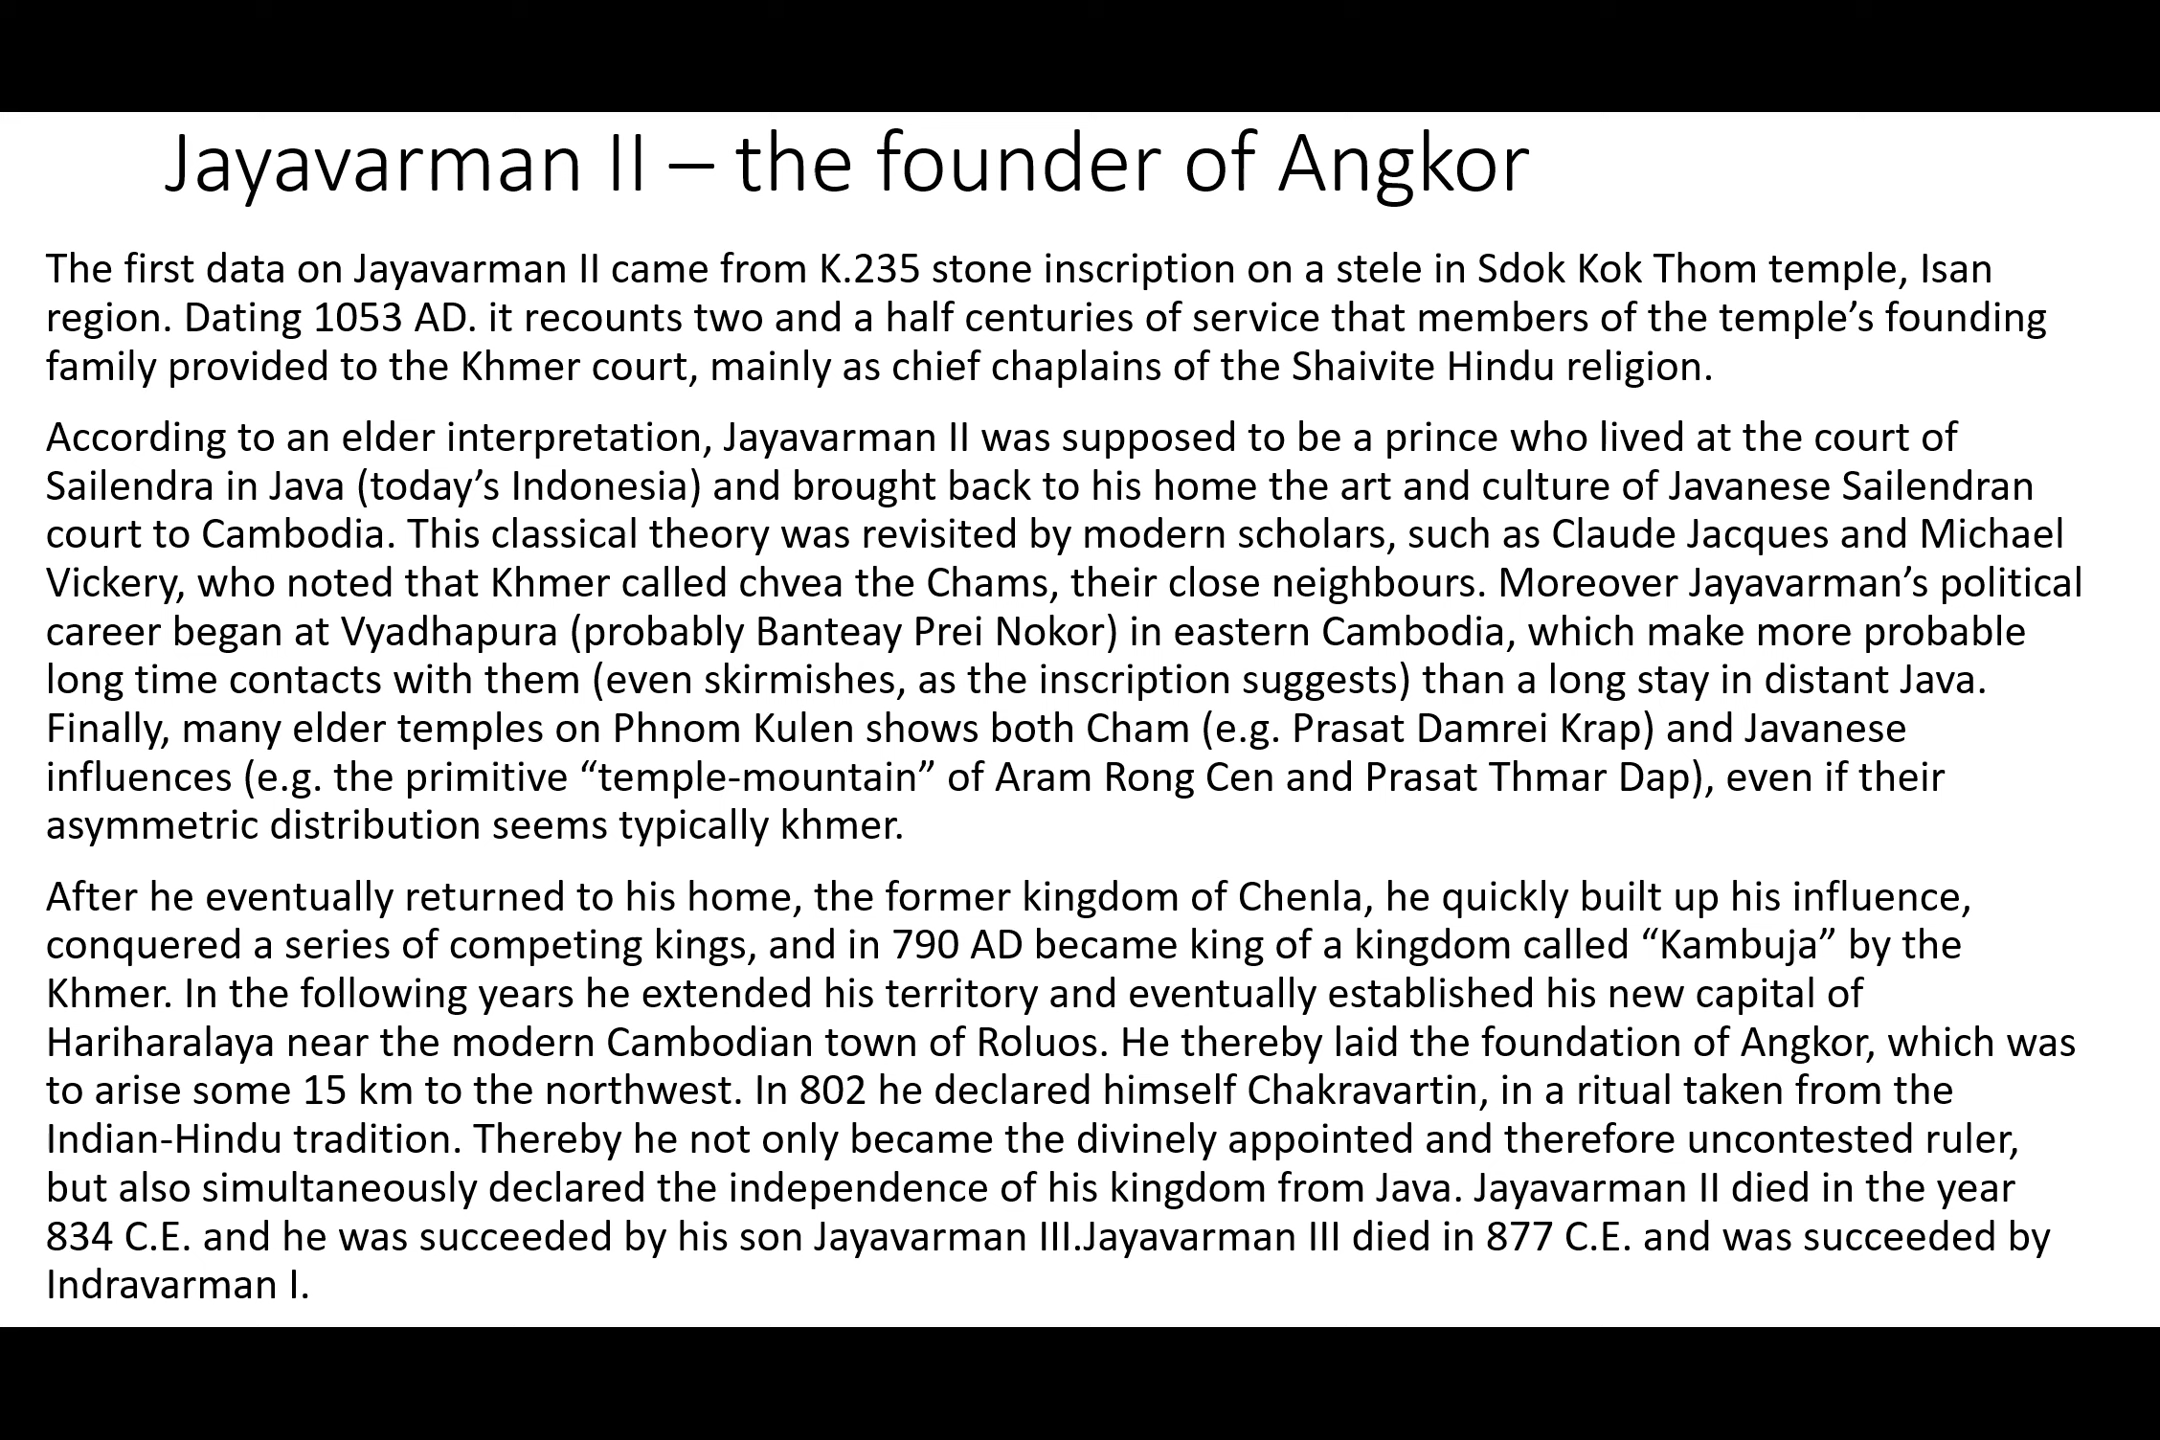 Jayavarman II – the founder of Angkor
The first data on Jayavarman II came from K.235 stone inscription on a stele in Sdok Kok Thom temple, Isan
region. Dating 1053 AD. it recounts two and a half centuries of service that members of the temple’s founding
family provided to the Khmer court, mainly as chief chaplains of the Shaivite Hindu religion.
According to an elder interpretation, Jayavarman II was supposed to be a prince who lived at the court of
Sailendra in Java (today’s Indonesia) and brought back to his home the art and culture of Javanese Sailendran
court to Cambodia. This classical theory was revisited by modern scholars, such as Claude Jacques and Michael
Vickery, who noted that Khmer called chvea the Chams, their close neighbours. Moreover Jayavarman’s political
career began at Vyadhapura (probably Banteay Prei Nokor) in eastern Cambodia, which make more probable
long time contacts with them (even skirmishes, as the inscription suggests) than a long stay in distant Java.
Finally, many elder temples on Phnom Kulen shows both Cham (e.g. Prasat Damrei Krap) and Javanese
influences (e.g. the primitive “temple-mountain” of Aram Rong Cen and Prasat Thmar Dap), even if their
asymmetric distribution seems typically khmer.
After he eventually returned to his home, the former kingdom of Chenla, he quickly built up his influence,
conquered a series of competing kings, and in 790 AD became king of a kingdom called “Kambuja” by the
Khmer. In the following years he extended his territory and eventually established his new capital of
Hariharalaya near the modern Cambodian town of Roluos. He thereby laid the foundation of Angkor, which was
to arise some 15 km to the northwest. In 802 he declared himself Chakravartin, in a ritual taken from the
Indian-Hindu tradition. Thereby he not only became the divinely appointed and therefore uncontested ruler,
but also simultaneously declared the independence of his kingdom from Java. Jayavarman II died in the year
834 C.E. and he was succeeded by his son Jayavarman III.Jayavarman III died in 877 C.E. and was succeeded by
Indravarman I.